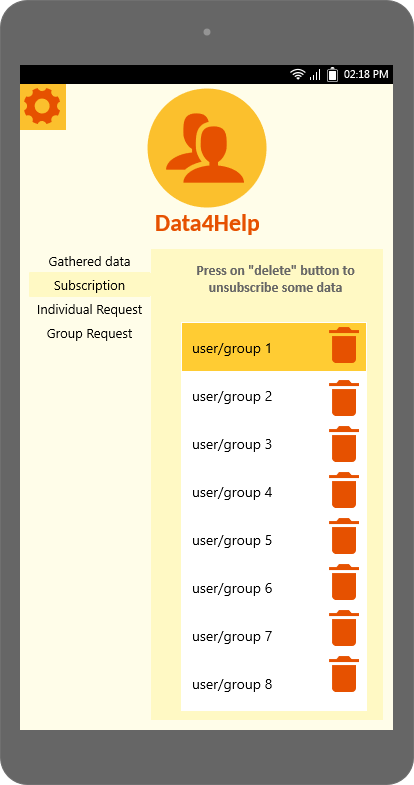 02:18 PM
Data4Help
Gathered data
Subscription
Individual Request
Group Request
Press on "delete" button to
unsubscribe some data
user/group 1
user/group 2
user/group 3
user/group 4
user/group 5
user/group 6
user/group 7
user/group 8